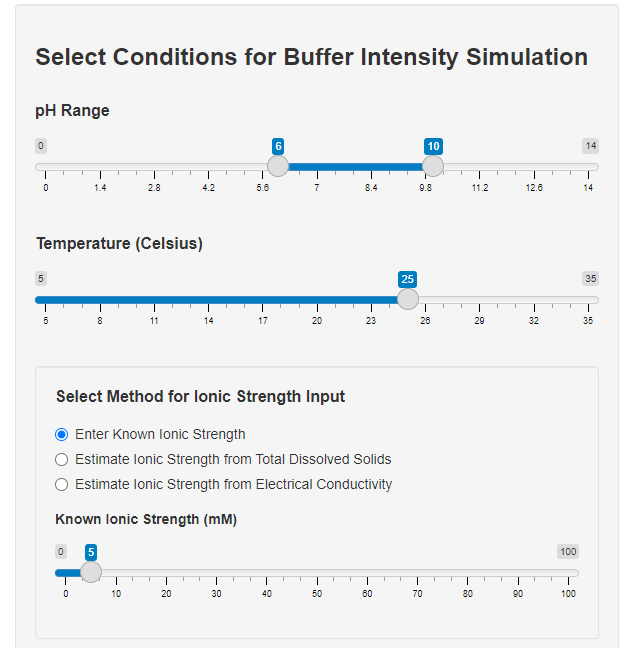 Select Conditions for Buffer Intensity Simulation
pH Range
0 6 10 14
0 1.4 2.8 4.2 5.6 7 8.4 9.8 11.2 12.6 14
Temperature (Celsius)
5 25 35
5 8 11 14 17 20 23 26 29 32 35
Select Method for Ionic Strength Input
Enter Known Ionic Strength
Estimate Ionic Strength from Total Dissolved Solids
Estimate Ionic Strength from Electrical Conductivity
Known Ionic Strength (mM)
0 5 100
0 10 20 30 40 50 60 70 80 90 100